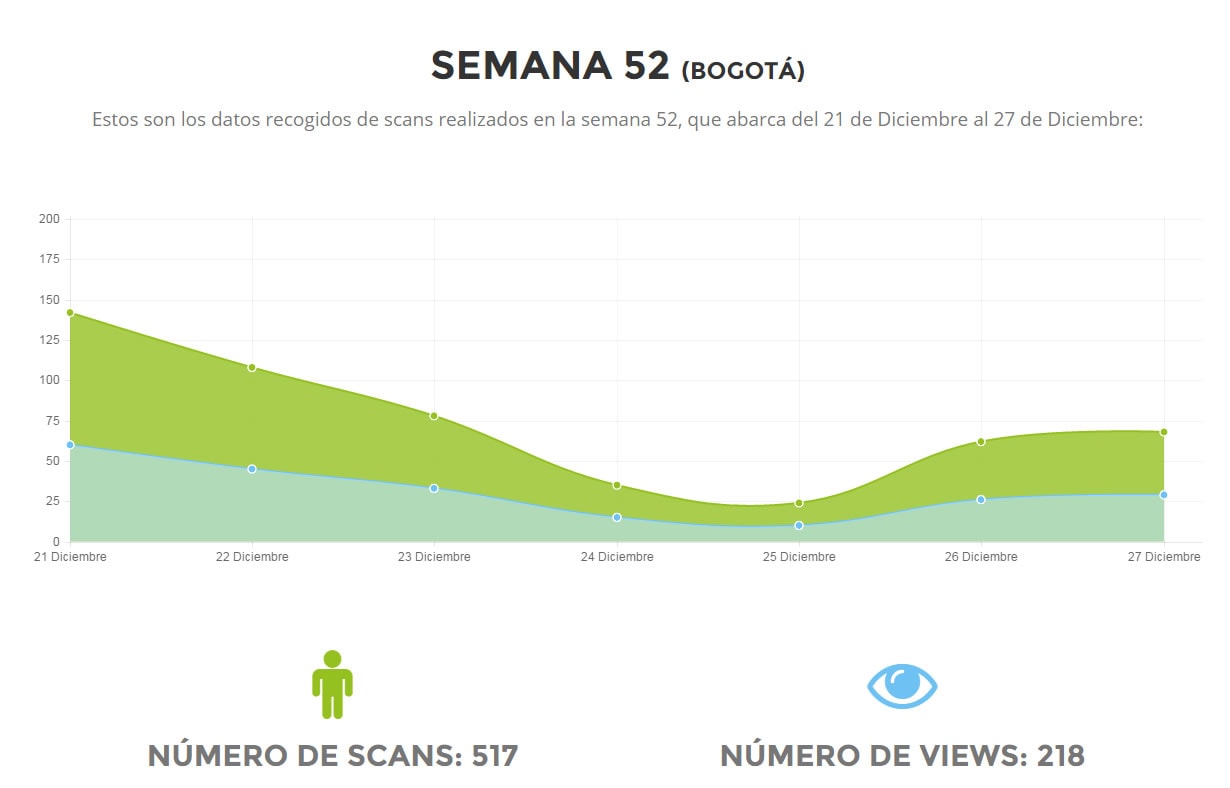 SEMANA 52 (BOGOTÁ)
Estos son los datos recogidos de scans realizados en la semana 52, que abarca del 21 de Diciembre al 27 de Diciembre:
200
175
150
125
100
75
50
25
0
21 Diciembre 22 Diciembre 23 Diciembre 24 Diciembre 25 Diciembre 26 Diciembre 27 Diciembre
NÚMERO DE SCANS: 517 NÚMERO DE VIEWS: 218